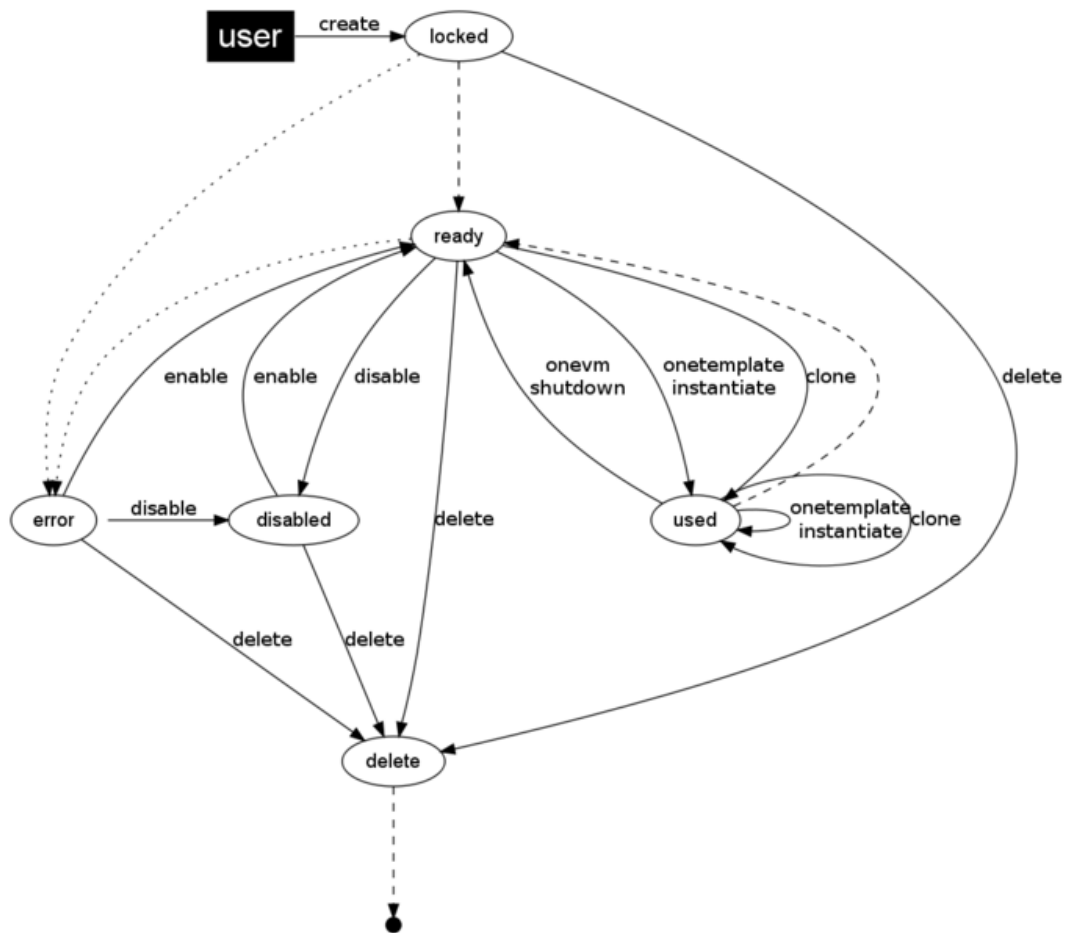 user
create
locked
ready
enable
enable
disable
onevm
shutdown
onetemplate
instantiate
clone
delete
error
disable
disabled
delete
used
onetemplate
instantiate
clone
delete
delete
delete